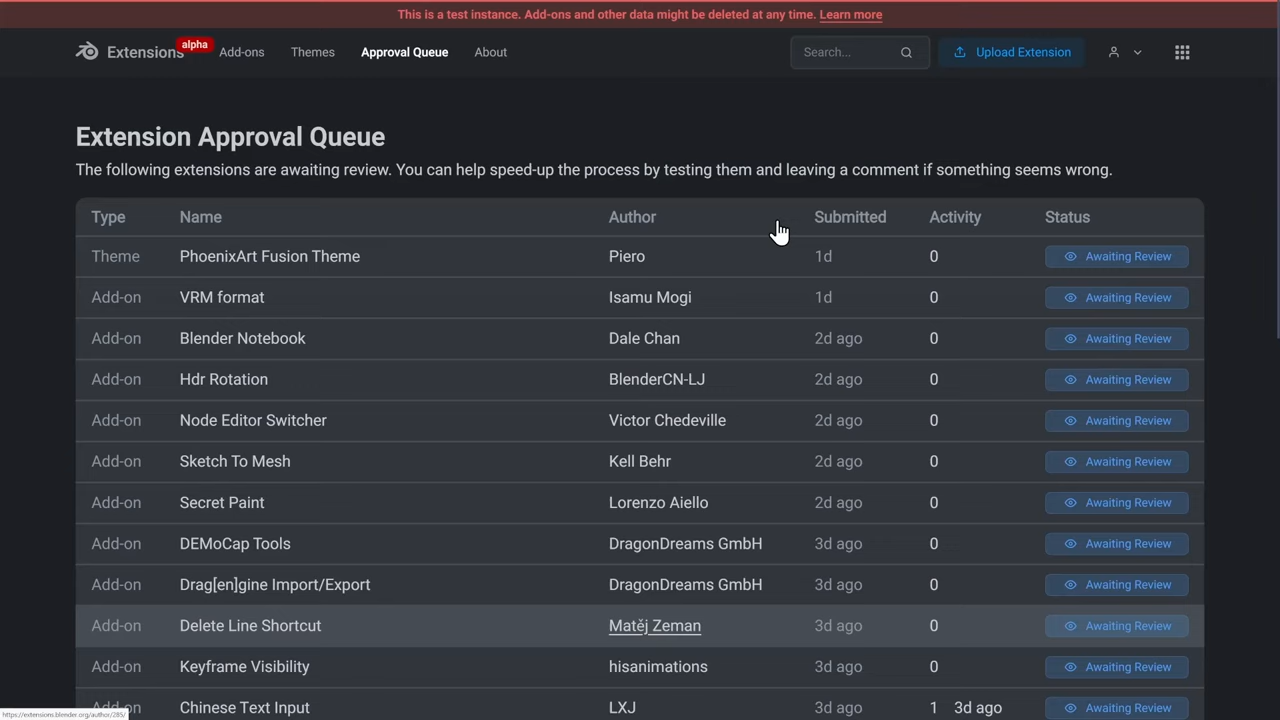 This is a test instance. Add-ons and other data might be deleted at any time. Learn more
Extensions alpha Add-ons Themes Approval Queue About Search... Upload Extension
Extension Approval Queue
The following extensions are awaiting review. You can help speed-up the process by testing them and leaving a comment if something seems wrong.
Type Name Author Submitted Activity Status
Theme PhoenixArt Fusion Theme Piero 1d 0 Awaiting Review
Add-on VRM format Isamu Mogi 1d 0 Awaiting Review
Add-on Blender Notebook Dale Chan 2d ago 0 Awaiting Review
Add-on Hdr Rotation BlenderCN-LJ 2d ago 0 Awaiting Review
Add-on Node Editor Switcher Victor Chedeville 2d ago 0 Awaiting Review
Add-on Sketch To Mesh Kell Behr 2d ago 0 Awaiting Review
Add-on Secret Paint Lorenzo Aiello 2d ago 0 Awaiting Review
Add-on DEMoCap Tools DragonDreams GmbH 3d ago 0 Awaiting Review
Add-on Drag[en]gine Import/Export DragonDreams GmbH 3d ago 0 Awaiting Review
Add-on Delete Line Shortcut Matěj Zeman 3d ago 0 Awaiting Review
Add-on Keyframe Visibility hisanimations 3d ago 0 Awaiting Review
Add-on Chinese Text Input LXJ 3d ago 1 3d ago Awaiting Review
https://extensions.blender.org/author/285/